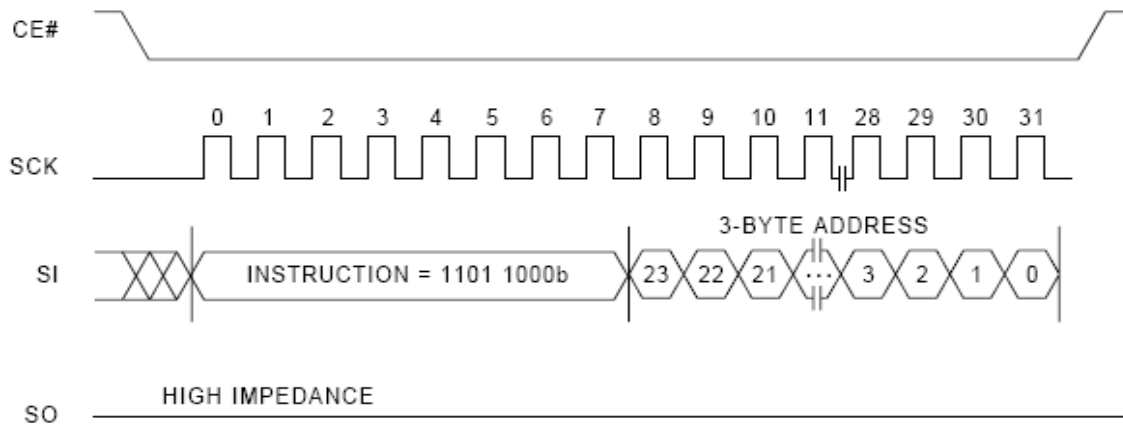 CE#
0 1 2 3 4 5 6 7 8 9 10 11 28 29 30 31
SCK
3-BYTE ADDRESS
SI INSTRUCTION = 1101 1000b 23 22 21 ... 3 2 1 0
HIGH IMPEDANCE
SO